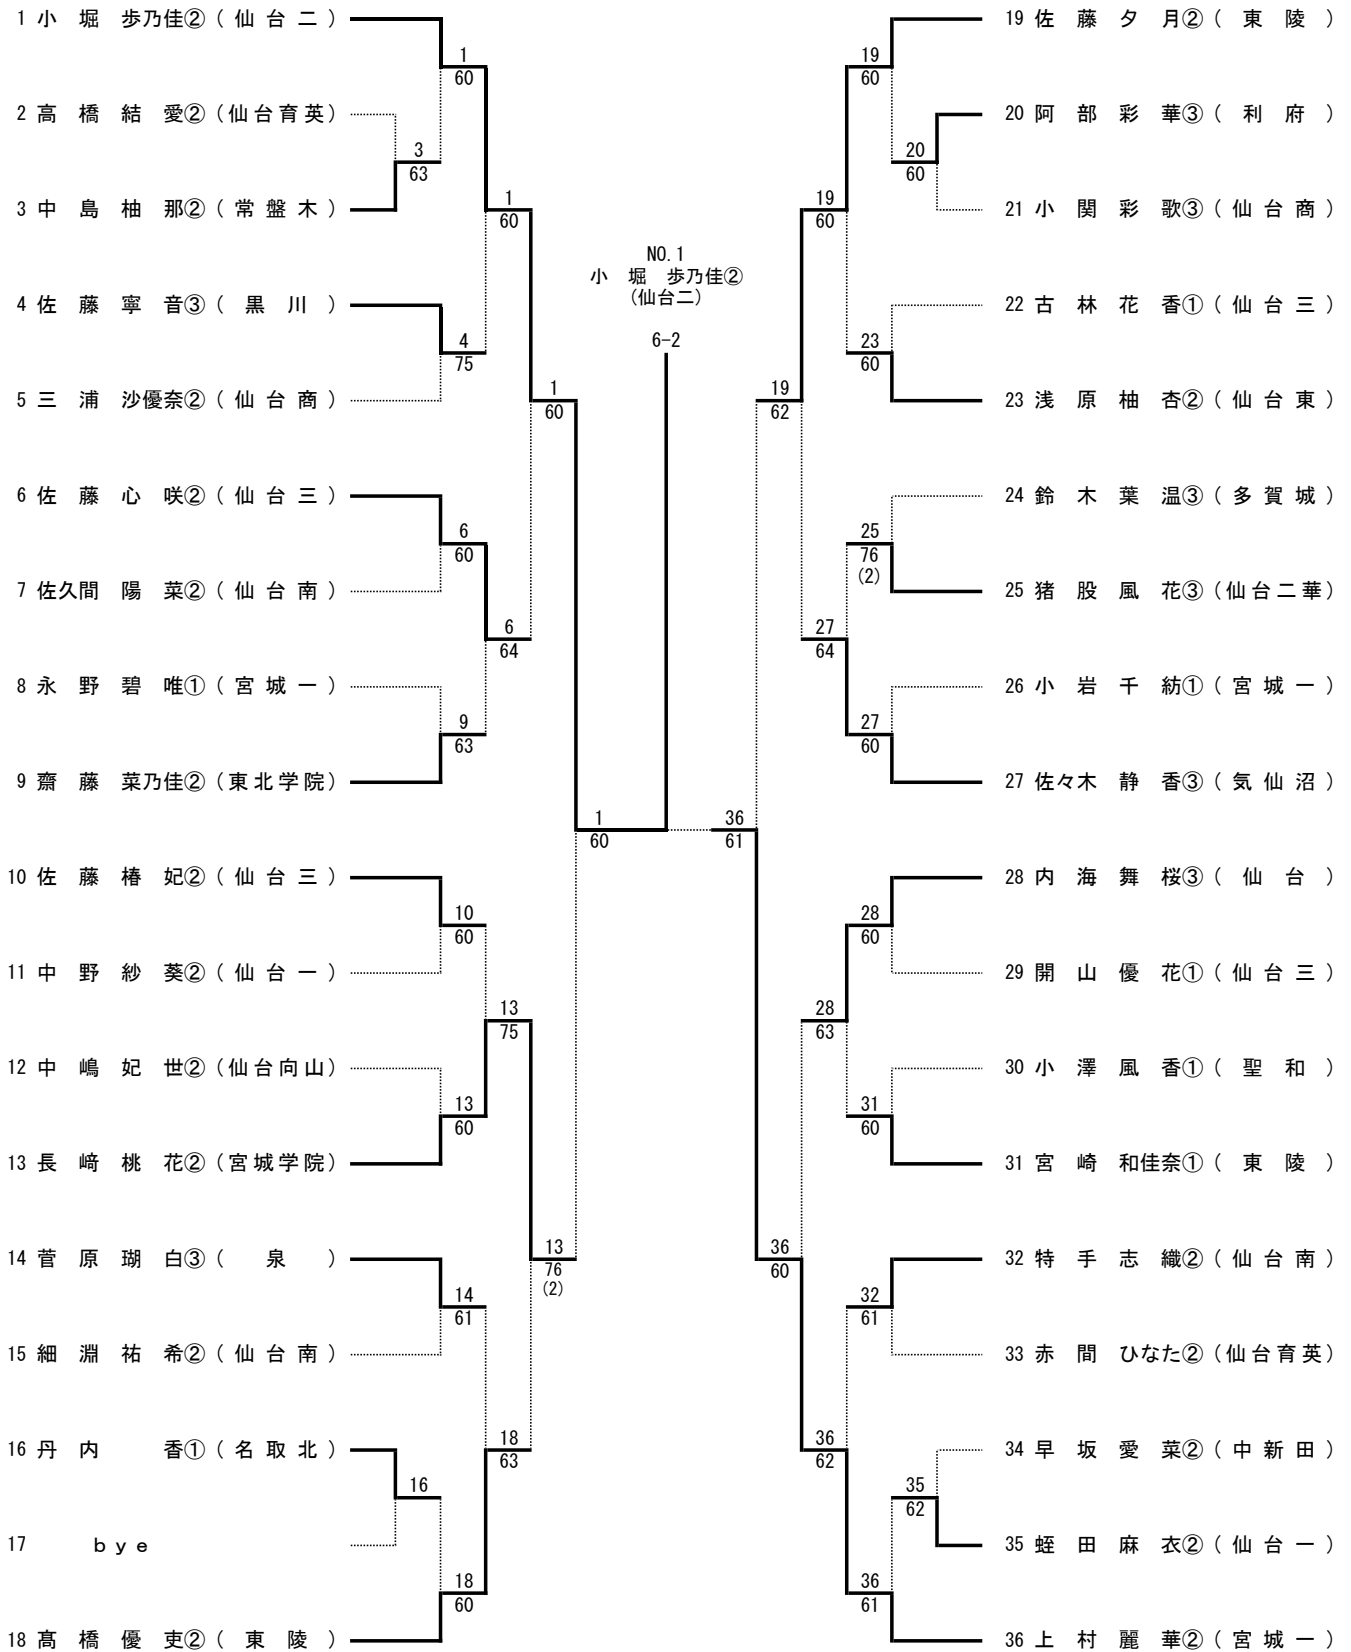 1 小 堀 歩乃佳② ( 仙 台 二 )
1
60
2 高 橋 結 愛② (仙台育英)
3
63
3 中 島 柚 那② ( 常 盤 木 )
1
60
4 佐 藤 寧 音③ ( 黒 川 )
4
75
5 三 浦 沙優奈② ( 仙 台 商 )
1
60
6 佐 藤 心 咲② ( 仙 台 三 )
6
60
7 佐久間 陽 菜② ( 仙 台 南 )
6
64
8 永 野 碧 唯① ( 宮 城 一 )
9
63
9 齋 藤 菜乃佳② (東北学院)
1
60
10 佐 藤 椿 妃② ( 仙 台 三 )
10
60
11 中 野 紗 葵② ( 仙 台 一 )
13
75
12 中 嶋 妃 世② (仙台向山)
13
60
13 長 﨑 桃 花② (宮城学院)
14 菅 原 瑚 白③ ( 泉 )
13
76
(2)
14
61
15 細 淵 祐 希② ( 仙 台 南 )
16 丹 内 香① ( 名 取 北 )
18
63
16
17 bye
18
60
18 髙 橋 優 吏② ( 東 陵 )
NO.1
小 堀 歩乃佳②
(仙台二)
6-2
19 佐 藤 夕 月② ( 東 陵 )
19
60
20 阿 部 彩 華③ ( 利 府 )
20
60
21 小 関 彩 歌③ ( 仙 台 商 )
19
60
22 古 林 花 香① ( 仙 台 三 )
23
60
23 浅 原 柚 杏② ( 仙 台 東 )
19
62
24 鈴 木 葉 温③ ( 多 賀 城 )
25
76
(2)
25 猪 股 風 花③ (仙台二華)
27
64
26 小 岩 千 紡① ( 宮 城 一 )
27
60
27 佐々木 静 香③ ( 気 仙 沼 )
36
61
28 内 海 舞 桜③ ( 仙 台 )
28
60
29 開 山 優 花① ( 仙 台 三 )
28
63
30 小 澤 風 香① ( 聖 和 )
31
60
31 宮 崎 和佳奈① ( 東 陵 )
36
60
32 特 手 志 織② ( 仙 台 南 )
32
61
33 赤 間 ひなた② (仙台育英)
36
62
34 早 坂 愛 菜② ( 中 新 田 )
35
62
35 蛭 田 麻 衣② ( 仙 台 一 )
36
61
36 上 村 麗 華② ( 宮 城 一 )